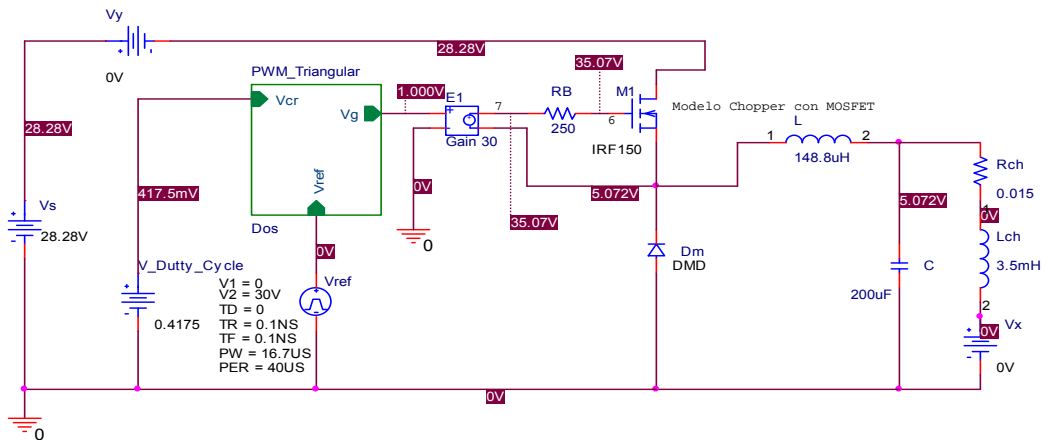 Vy
0V
28.28V
35.07V
PWM_Triangular
Vcr
Vg
Vref
Dos
1.000V
E1
Gain 30
7
RB
250
6
M1
IRF150
Modelo Chopper con MOSFET
L
1
2
148.8uH
28.28V
417.5mV
0V
35.07V
5.072V
5.072V
Rch
0.015
0
0V
1
Lch
3.5mH
2
Vs
28.28V
V_Dutty_Cycle
0.4175
0V
Vref
V1 = 0
V2 = 30V
TD = 0
TR = 0.1NS
TF = 0.1NS
PW = 16.7US
PER = 40US
Dm
DMD
C
200uF
0V
Vx
0V
0V
0